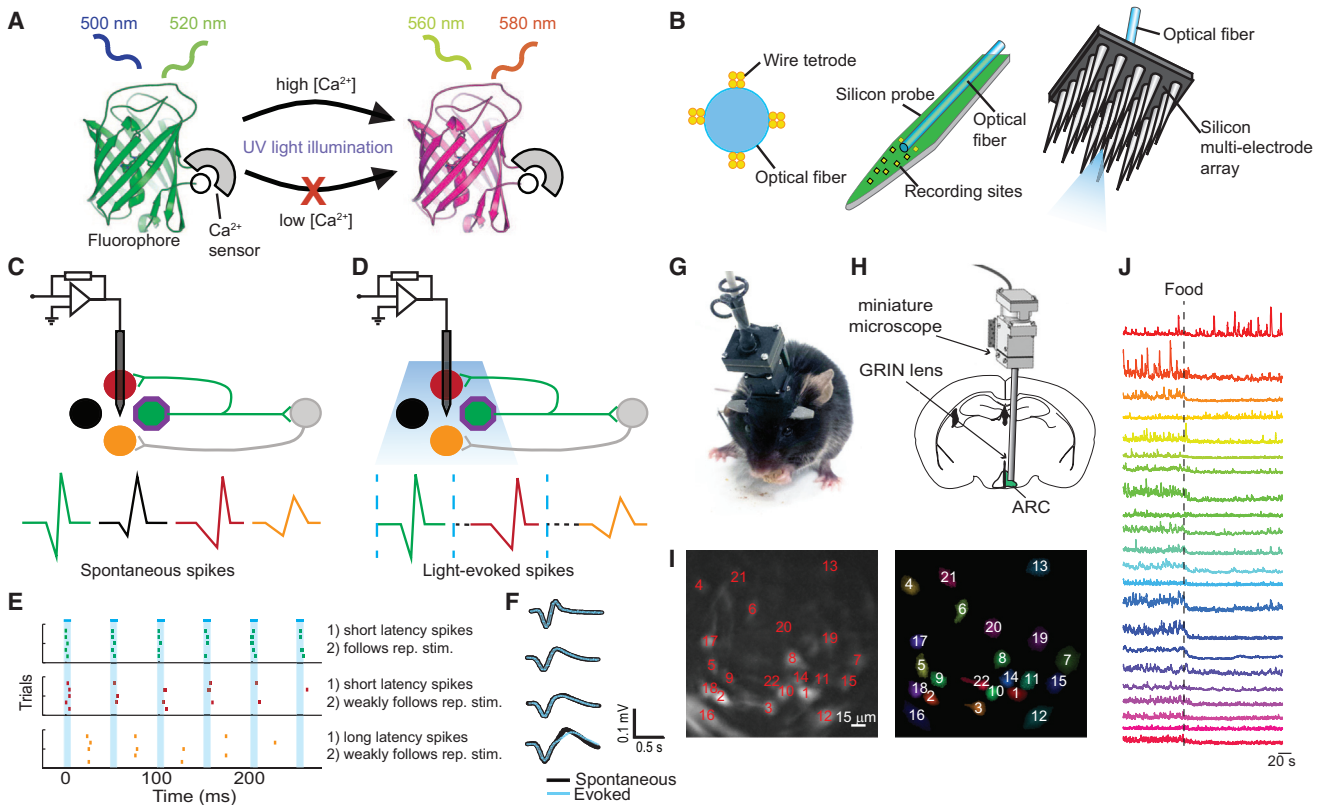 A
500 nm
520 nm
560 nm
580 nm
high [Ca²⁺]
UV light illumination
X
low [Ca²⁺]
Fluorophore
Ca²⁺
sensor
B
Wire tetrode
Optical fiber
Silicon probe
Optical
fiber
Recording sites
Optical fiber
Silicon
multi-electrode
array
C
Spontaneous spikes
D
Light-evoked spikes
E
Trials
1) short latency spikes
2) follows rep. stim.
1) short latency spikes
2) weakly follows rep. stim.
1) long latency spikes
2) weakly follows rep. stim.
0
100
200
Time (ms)
F
0.1 mV
0.5 s
Spontaneous
Evoked
G
H
miniature
microscope
GRIN lens
ARC
I
13
4
21
6
20
17
19
8
7
5
9
22
14
11
15
16
2
10
1
3
18
12
15 µm
13
4
21
6
20
17
19
8
7
5
9
22
14
11
15
18
2
10
1
3
16
12
J
Food
20 s